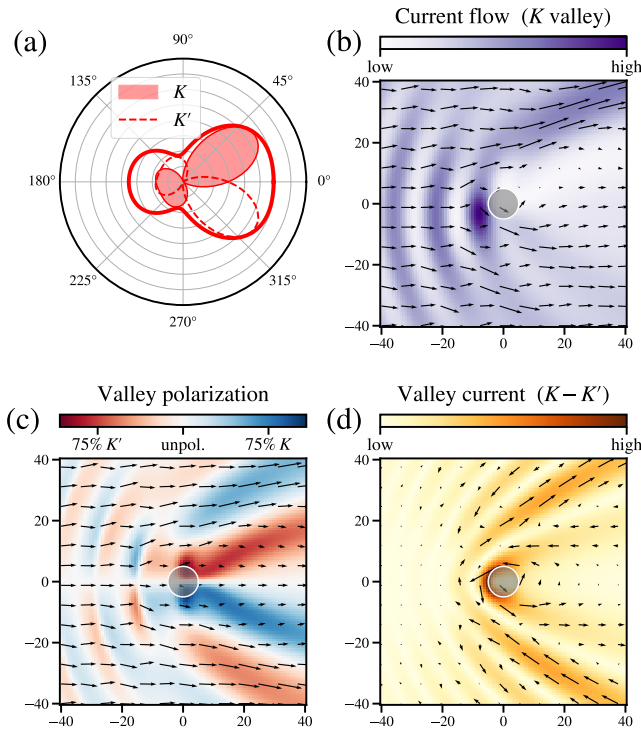 (a)
90°
135°
45°
K
K′
180°
0°
225°
315°
270°
(b)
Current flow (K valley)
low
high
40
20
0
−20
−40
−40
−20
0
20
40
(c)
Valley polarization
75% K′
unpol.
75% K
40
20
0
−20
−40
−40
−20
0
20
40
(d)
Valley current (K−K′)
low
high
40
20
0
−20
−40
−40
−20
0
20
40